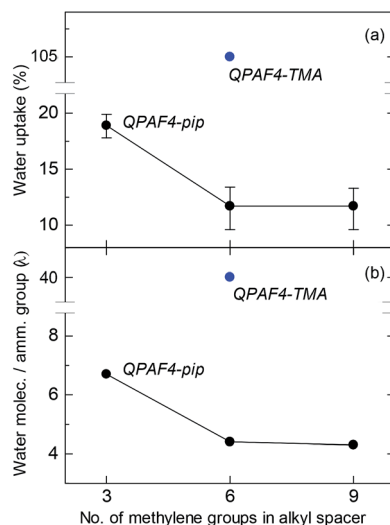 (a)
105
QPAF4-TMA
Water uptake (%)
20
QPAF4-pip
15
10
(b)
40
QPAF4-TMA
Water molec. / amm. group (λ)
8
QPAF4-pip
6
4
3 6 9
No. of methylene groups in alkyl spacer